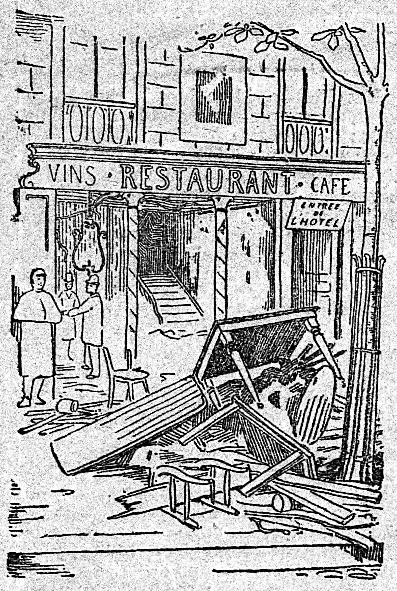 VINS · RESTAURANT · CAFE
ENTREE
DE
L'HOTEL